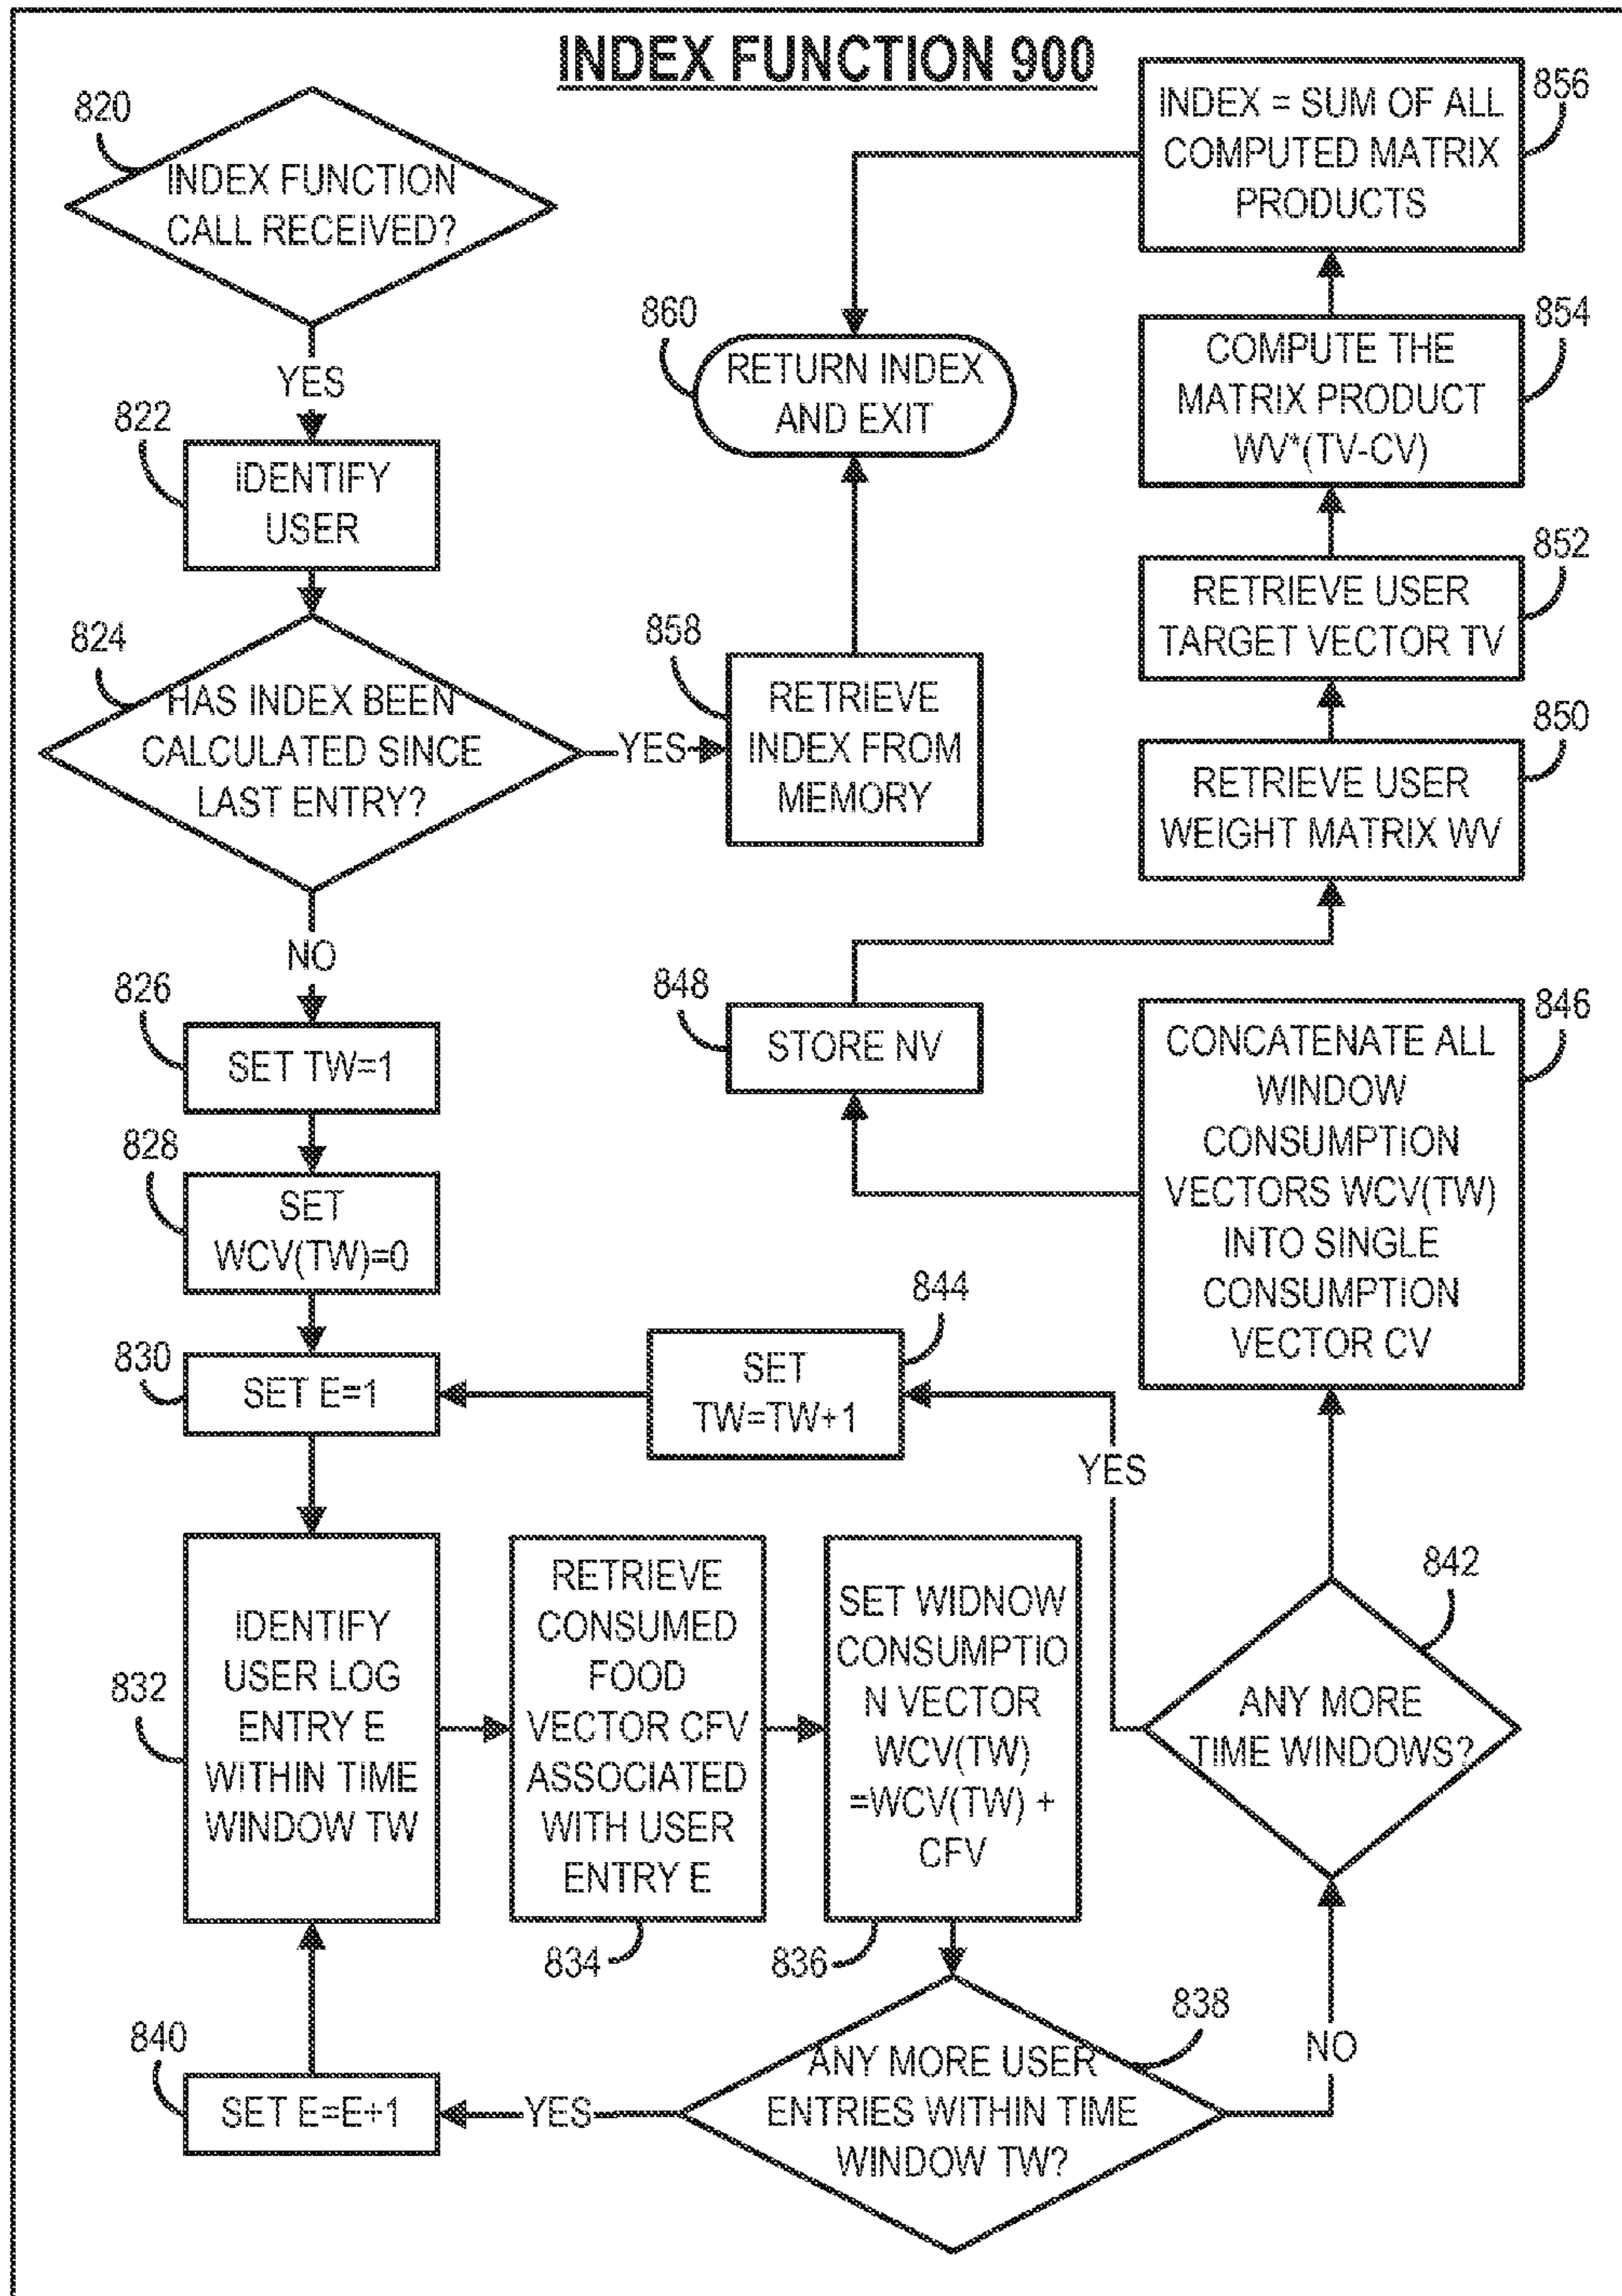 INDEX FUNCTION 900
820
INDEX FUNCTION
CALL RECEIVED?
YES
822
IDENTIFY
USER
824
HAS INDEX BEEN
CALCULATED SINCE
LAST ENTRY?
YES
858
RETRIEVE
INDEX FROM
MEMORY
860
RETURN INDEX
AND EXIT
NO
826
SET TW=1
828
SET
WCV(TW)=0
830
SET E=1
832
IDENTIFY
USER LOG
ENTRY E
WITHIN TIME
WINDOW TW
RETRIEVE
CONSUMED
FOOD
VECTOR CFV
ASSOCIATED
WITH USER
ENTRY E
834
SET WIDNOW
CONSUMPTIO
N VECTOR
WCV(TW)
=WCV(TW) +
CFV
836
838
ANY MORE USER
ENTRIES WITHIN TIME
WINDOW TW?
YES
840
SET E=E+1
NO
842
ANY MORE
TIME WINDOWS?
YES
844
SET
TW=TW+1
846
CONCATENATE ALL
WINDOW
CONSUMPTION
VECTORS WCV(TW)
INTO SINGLE
CONSUMPTION
VECTOR CV
848
STORE NV
850
RETRIEVE USER
WEIGHT MATRIX WV
852
RETRIEVE USER
TARGET VECTOR TV
854
COMPUTE THE
MATRIX PRODUCT
WV*(TV-CV)
856
INDEX = SUM OF ALL
COMPUTED MATRIX
PRODUCTS